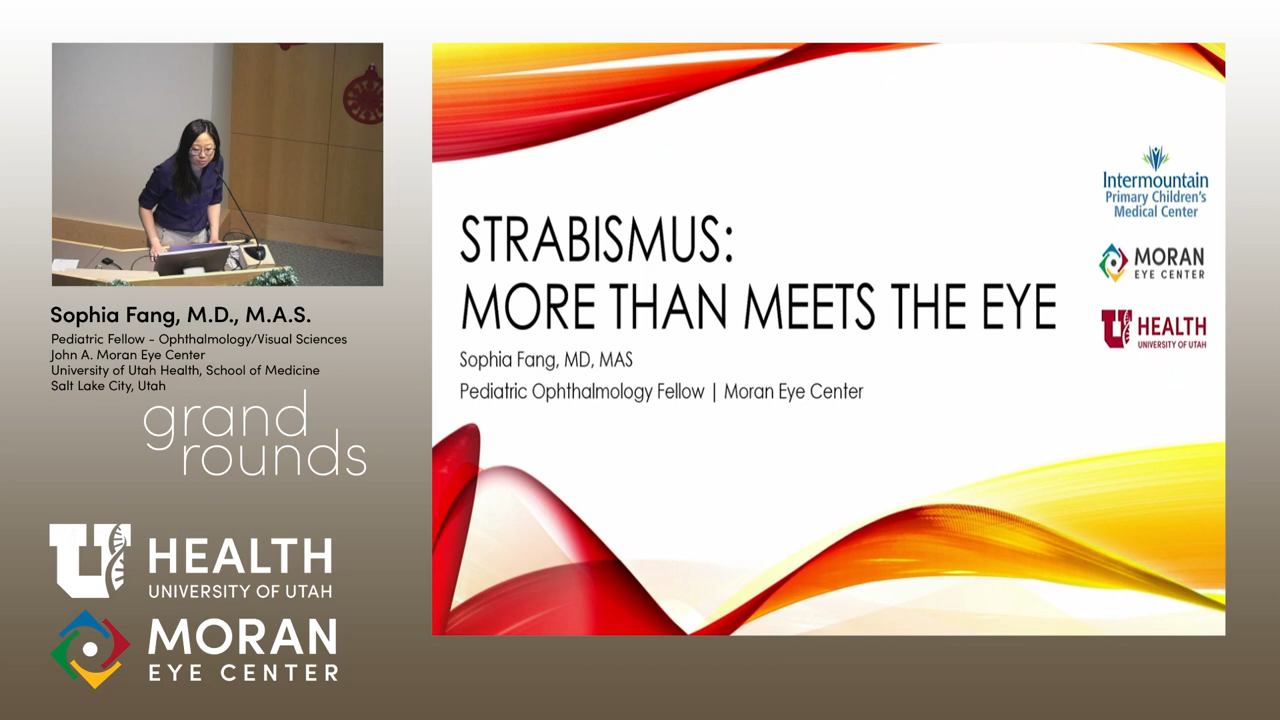 Sophia Fang, M.D., M.A.S.
Pediatric Fellow - Ophthalmology/Visual Sciences
John A. Moran Eye Center
University of Utah Health, School of Medicine
Salt Lake City, Utah
grand
rounds
U HEALTH
UNIVERSITY OF UTAH
MORAN
EYE CENTER
STRABISMUS:
MORE THAN MEETS THE EYE
Sophia Fang, MD, MAS
Pediatric Ophthalmology Fellow | Moran Eye Center
Intermountain
Primary Children's
Medical Center
MORAN
EYE CENTER
U HEALTH
UNIVERSITY OF UTAH